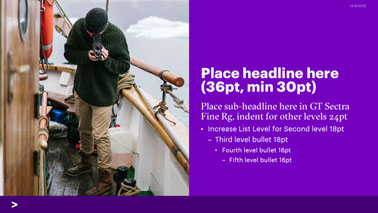 Place headline here
(36pt, min 30pt)
Place sub-headline here in GT Sectra
Fine Rg, indent for other levels 24pt
• Increase List Level for Second level 18pt
– Third level bullet 18pt
• Fourth level bullet 16pt
– Fifth level bullet 16pt
>